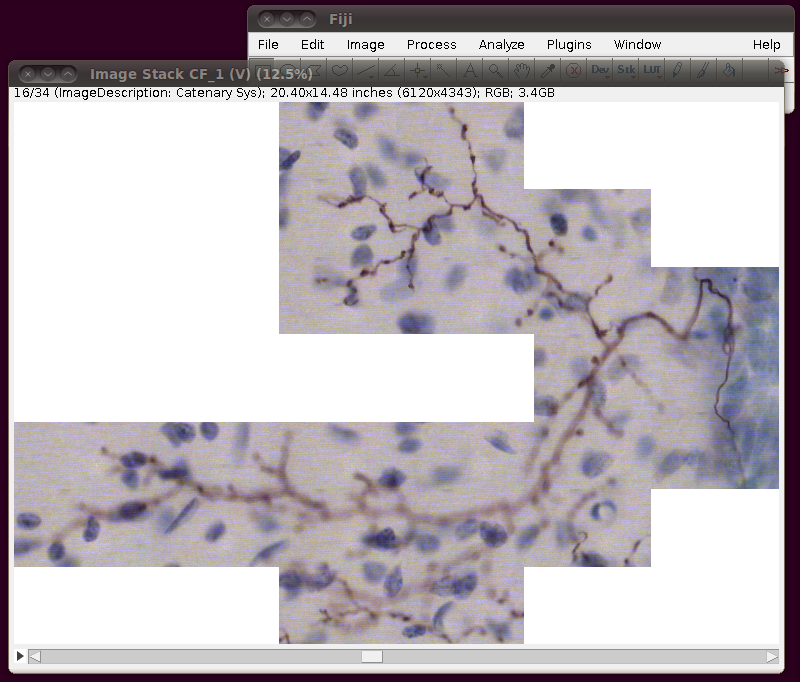 Fiji
File Edit Image Process Analyze Plugins Window Help
Dev Stk LUT
Image Stack CF_1 (V) (12.5%)
16/34 (ImageDescription: Catenary Sys); 20.40x14.48 inches (6120x4343); RGB; 3.4GB